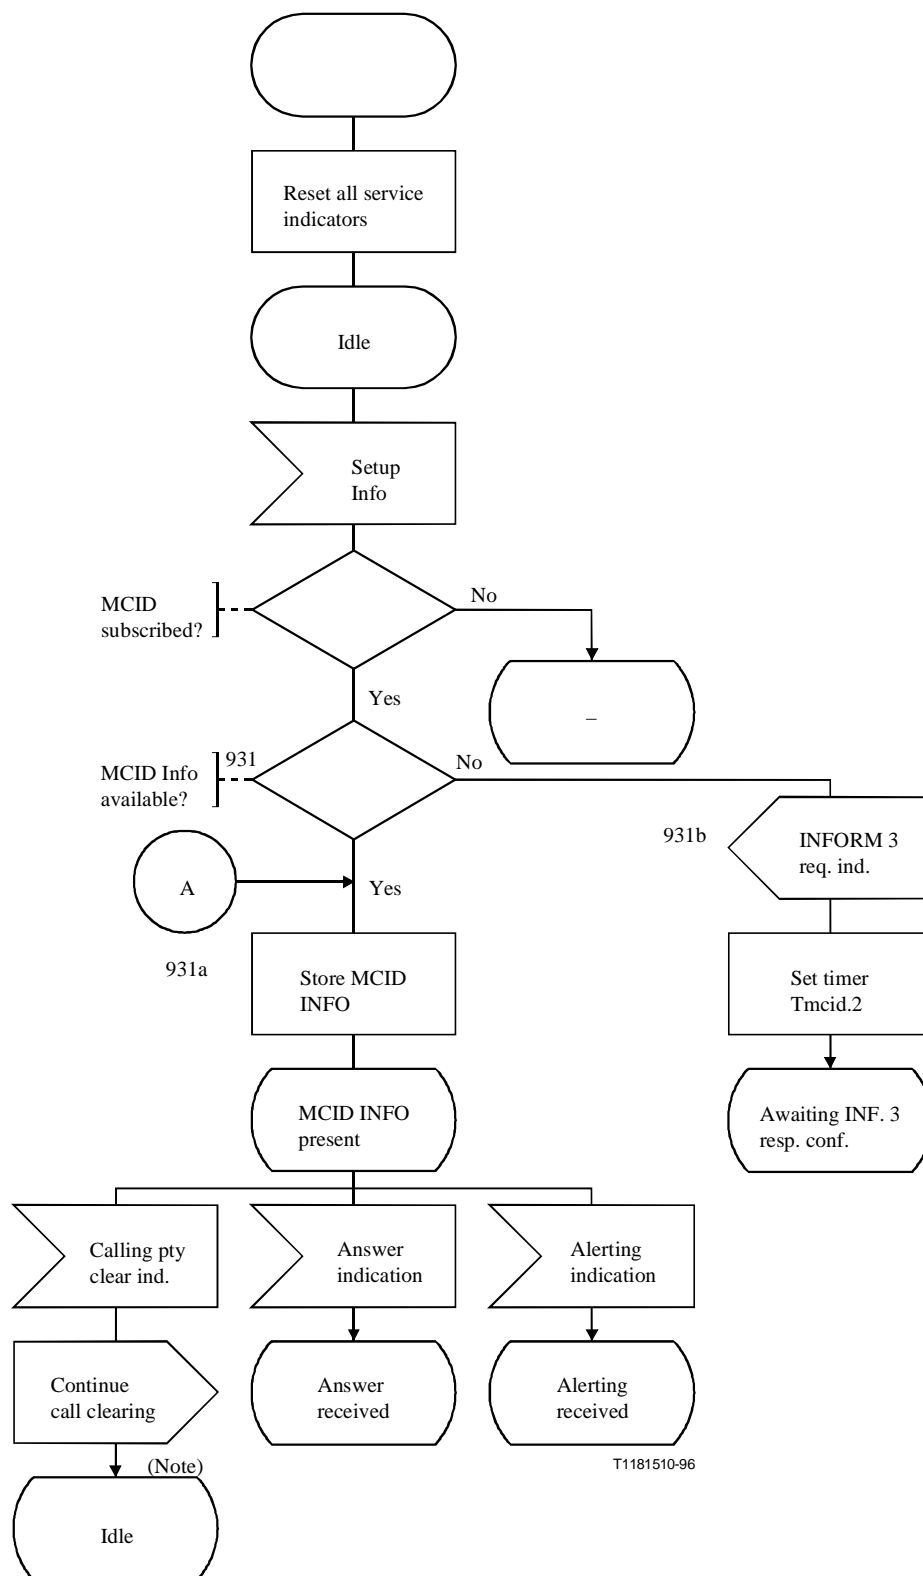 Reset all service
indicators
Idle
Setup
Info
MCID
subscribed?
No
Yes
–
MCID Info
available?
931
No
931b
INFORM 3
req. ind.
A
Yes
931a
Store MCID
INFO
Set timer
Tmcid.2
MCID INFO
present
Awaiting INF. 3
resp. conf.
Calling pty
clear ind.
Answer
indication
Alerting
indication
Continue
call clearing
Answer
received
Alerting
received
T1181510-96
(Note)
Idle